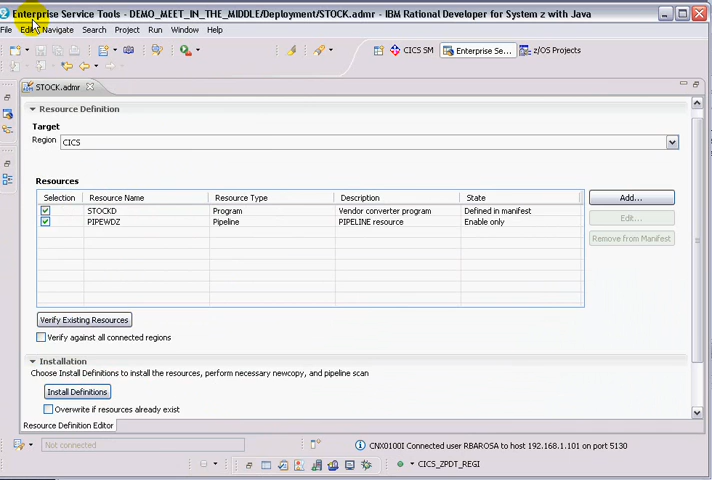 Enterprise Service Tools - DEMO_MEET_IN_THE_MIDDLE/Deployment/STOCK.admr - IBM Rational Developer for System z with Java
File Edit Navigate Search Project Run Window Help
CICS SM Enterprise Se... z/OS Projects
STOCK.admr
Resource Definition
Target
Region CICS
Resources
Selection Resource Name Resource Type Description State
STOCKD Program Vendor converter program Defined in manifest
PIPEWDZ Pipeline PIPELINE resource Enable only
Add...
Edit...
Remove from Manifest
Verify Existing Resources
Verify against all connected regions
Installation
Choose Install Definitions to install the resources, perform necessary newcopy, and pipeline scan
Install Definitions
Overwrite if resources already exist
Resource Definition Editor
Not connected CNX0100I Connected user RBAROSA to host 192.168.1.101 on port 5130
CICS_ZPDT_REGI